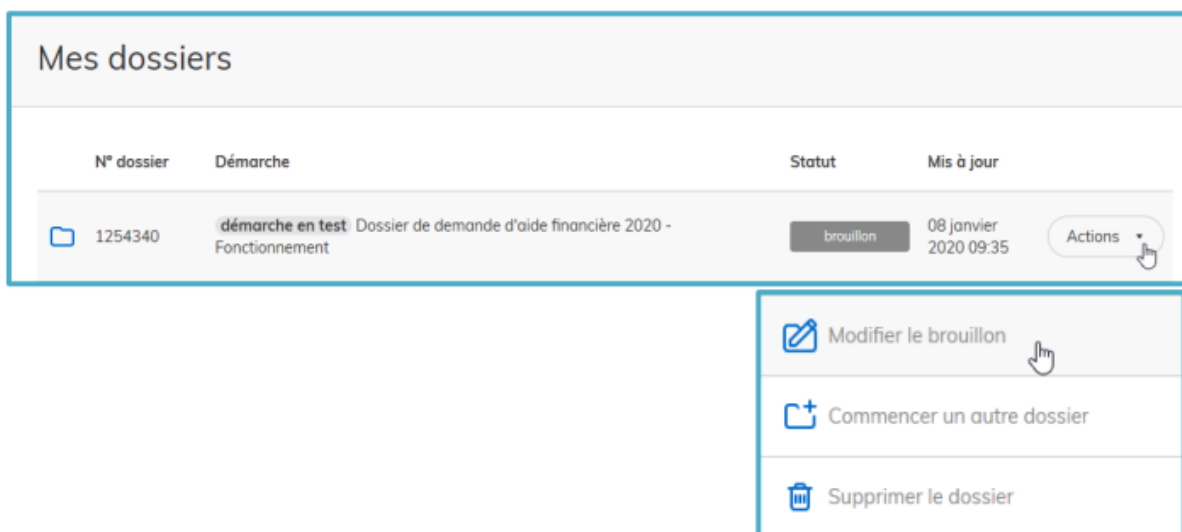 Mes dossiers
N° dossier Démarche Statut Mis à jour
1254340 démarche en test Dossier de demande d'aide financière 2020 - Fonctionnement brouillon 08 janvier 2020 09:35 Actions
Modifier le brouillon
Commencer un autre dossier
Supprimer le dossier